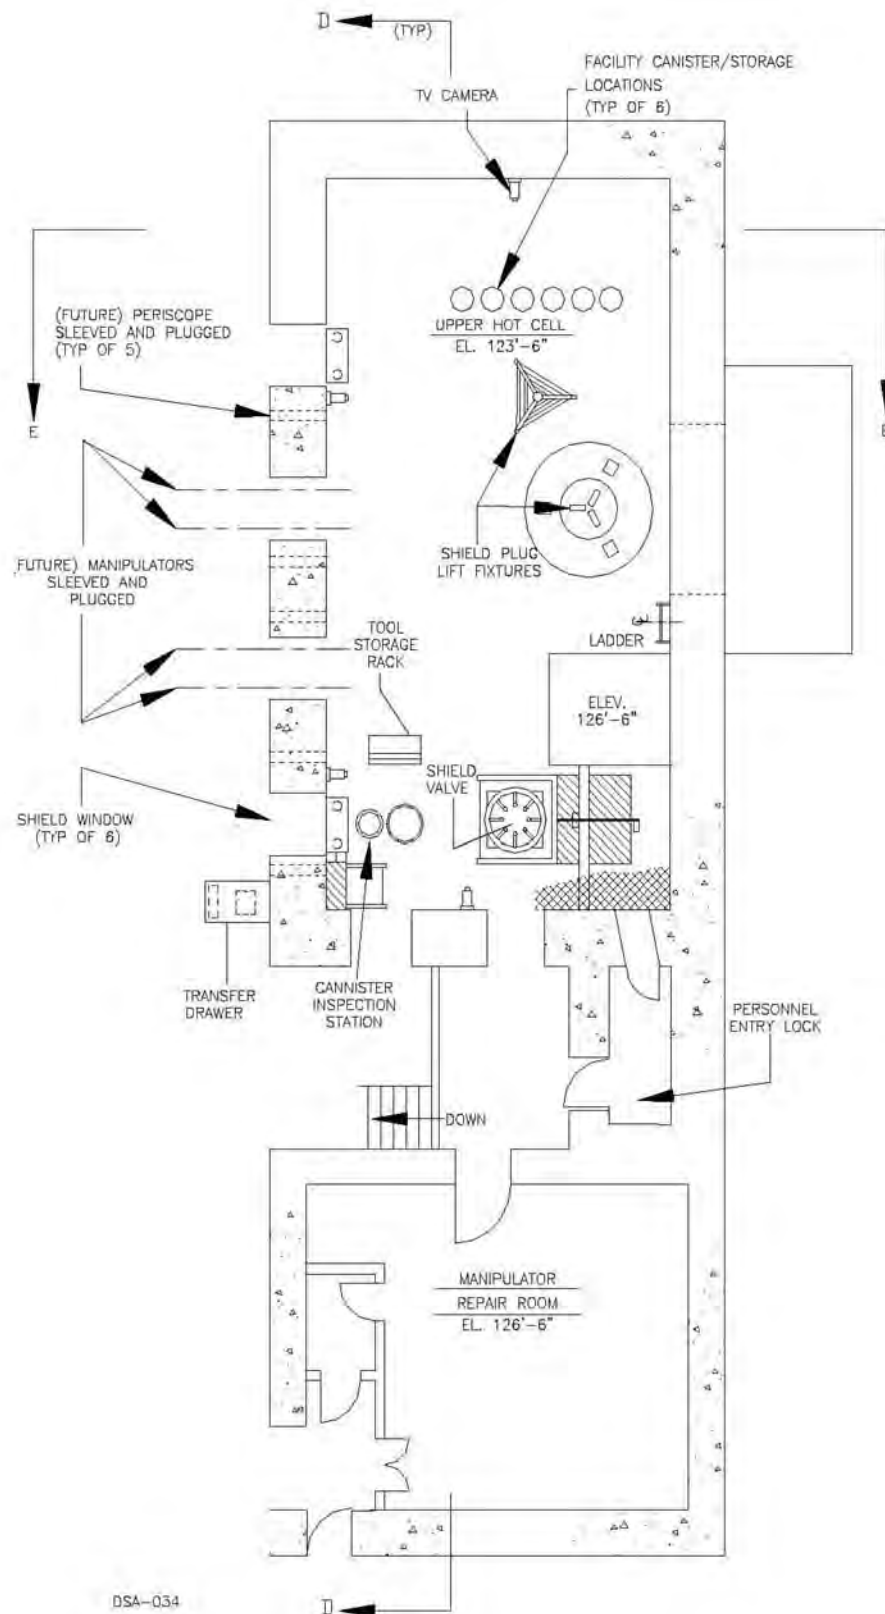 D
(TYP)
FACILITY CANISTER/STORAGE
LOCATIONS
(TYP OF 6)
TV CAMERA
(FUTURE) PERISCOPE
SLEEVED AND PLUGGED
(TYP OF 5)
UPPER HOT CELL
EL. 123'-6"
E
E
FUTURE) MANIPULATORS
SLEEVED AND
PLUGGED
SHIELD PLUG
LIFT FIXTURES
TOOL
STORAGE
RACK
LADDER
ELEV.
126'-6"
SHIELD
VALVE
SHIELD WINDOW
(TYP OF 6)
TRANSFER
DRAWER
CANNISTER
INSPECTION
STATION
PERSONNEL
ENTRY LOCK
DOWN
MANIPULATOR
REPAIR ROOM
EL. 126'-6"
DSA-034
D